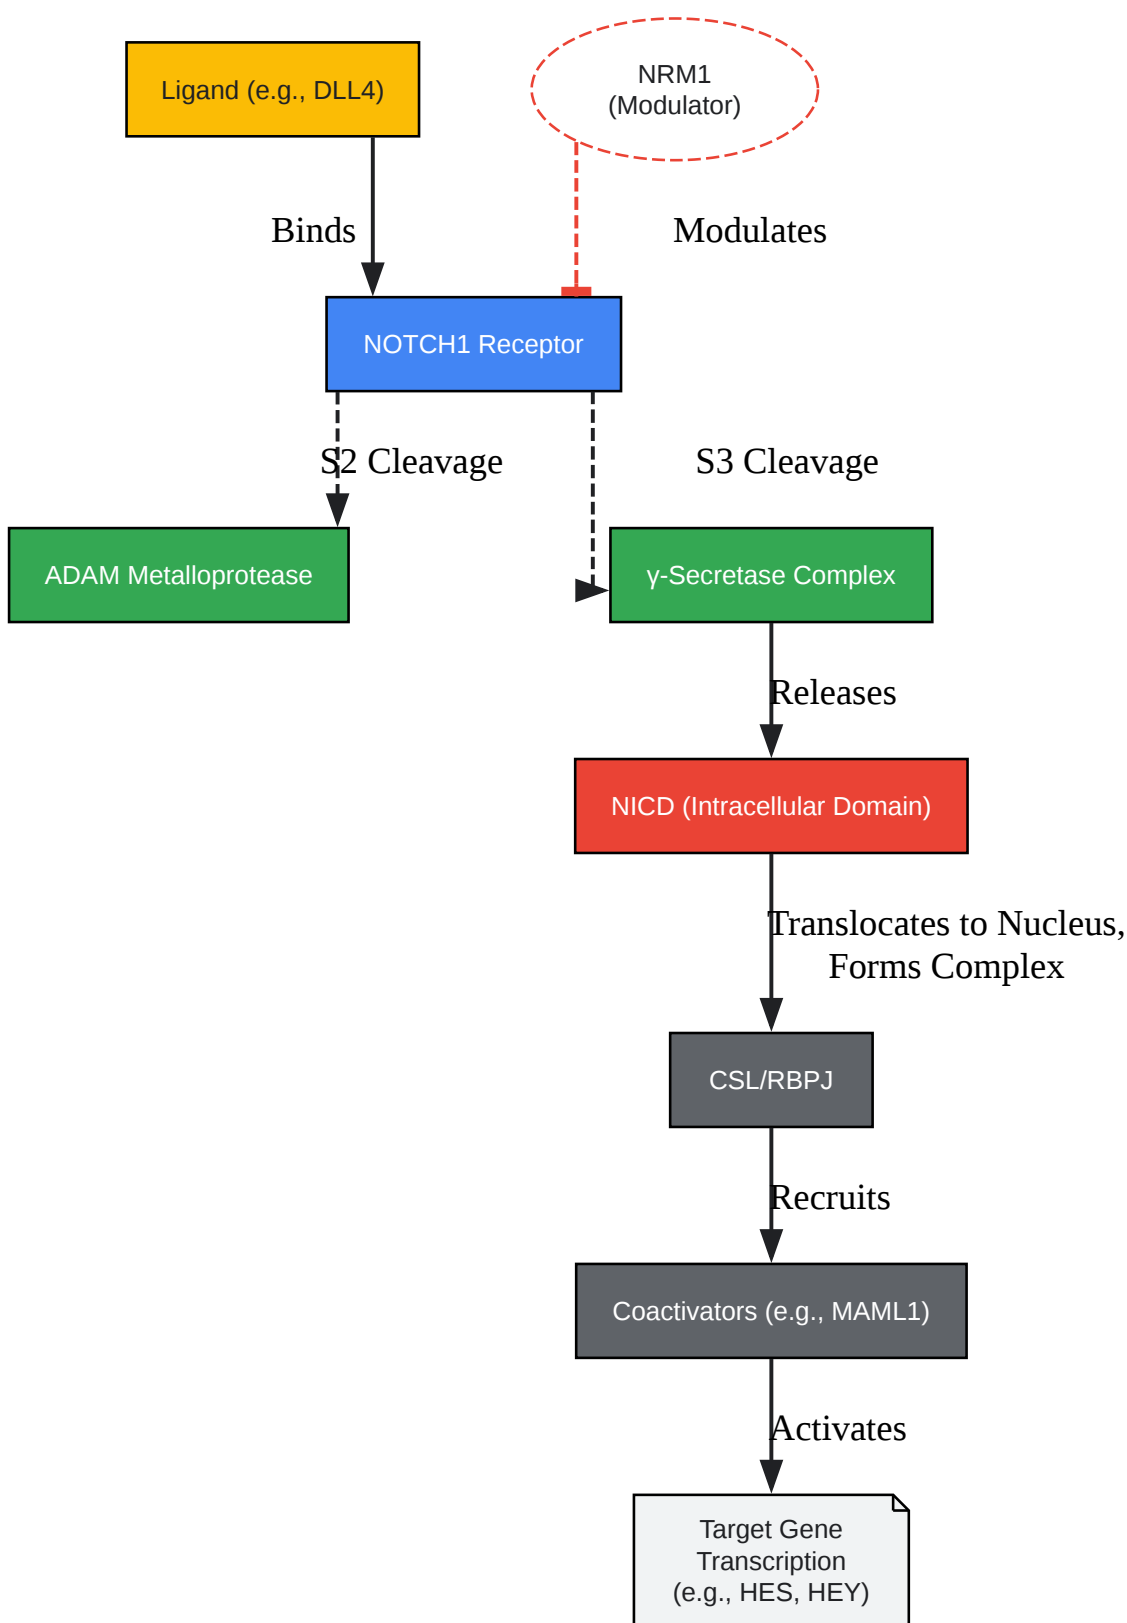 Ligand (e.g., DLL4)
NRM1
(Modulator)
Binds
Modulates
NOTCH1 Receptor
S2 Cleavage
S3 Cleavage
ADAM Metalloprotease
γ-Secretase Complex
Releases
NICD (Intracellular Domain)
Translocates to Nucleus,
Forms Complex
CSL/RBPJ
Recruits
Coactivators (e.g., MAML1)
Activates
Target Gene
Transcription
(e.g., HES, HEY)